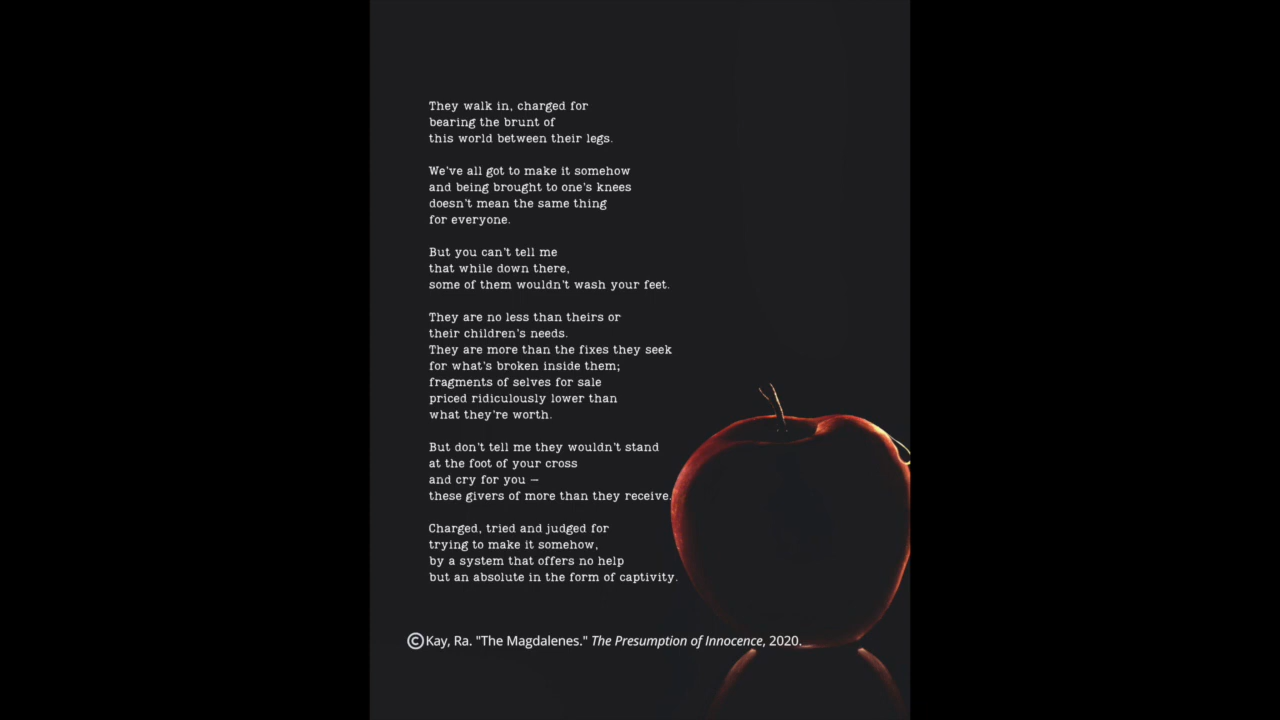 They walk in, charged for
bearing the brunt of
this world between their legs.
We've all got to make it somehow
and being brought to one's knees
doesn't mean the same thing
for everyone.
But you can't tell me
that while down there,
some of them wouldn't wash your feet.
They are no less than theirs or
their children's needs.
They are more than the fixes they seek
for what's broken inside them;
fragments of selves for sale
priced ridiculously lower than
what they're worth.
But don't tell me they wouldn't stand
at the foot of your cross
and cry for you —
these givers of more than they receive.
Charged, tried and judged for
trying to make it somehow,
by a system that offers no help
but an absolute in the form of captivity.
©Kay, Ra. "The Magdalenes." The Presumption of Innocence, 2020.